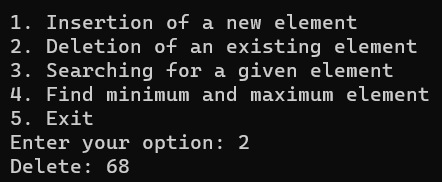 1. Insertion of a new element
2. Deletion of an existing element
3. Searching for a given element
4. Find minimum and maximum element
5. Exit
Enter your option: 2
Delete: 68